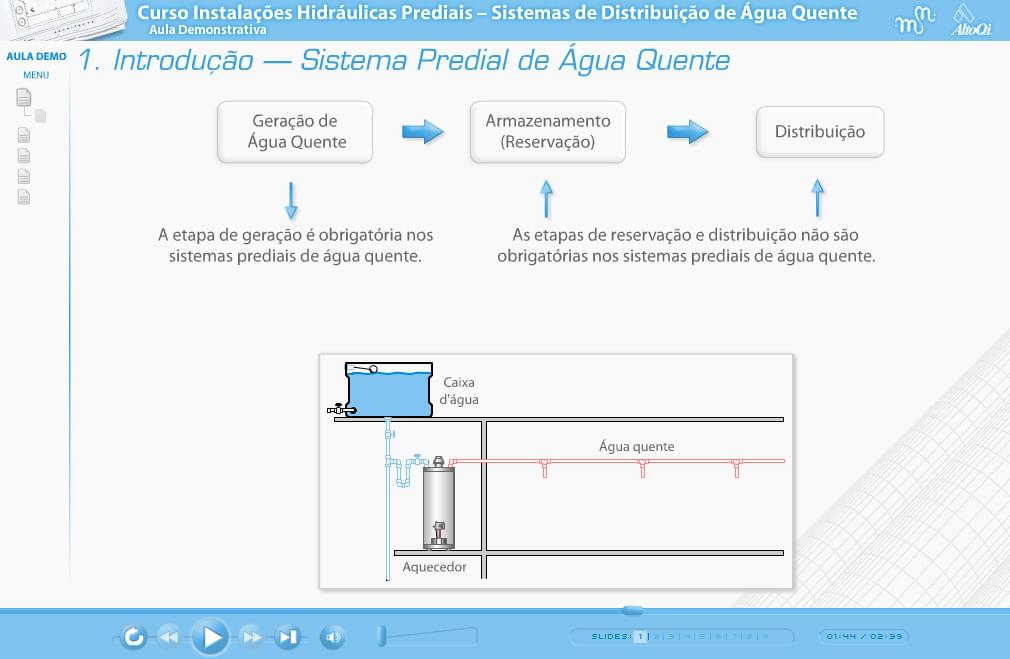 Curso Instalações Hidráulicas Prediais – Sistemas de Distribuição de Água Quente
Aula Demonstrativa
AltoQi
AULA DEMO
MENU
1. Introdução — Sistema Predial de Água Quente
Geração de
Água Quente
Armazenamento
(Reservação)
Distribuição
A etapa de geração é obrigatória nos
sistemas prediais de água quente.
As etapas de reservação e distribuição não são
obrigatórias nos sistemas prediais de água quente.
Caixa
d'água
Água quente
Aquecedor
SLIDES: 1 | 2 | 3 | 4 | 5 | 6 | 7 | 8 | 9
01:44 / 02:39